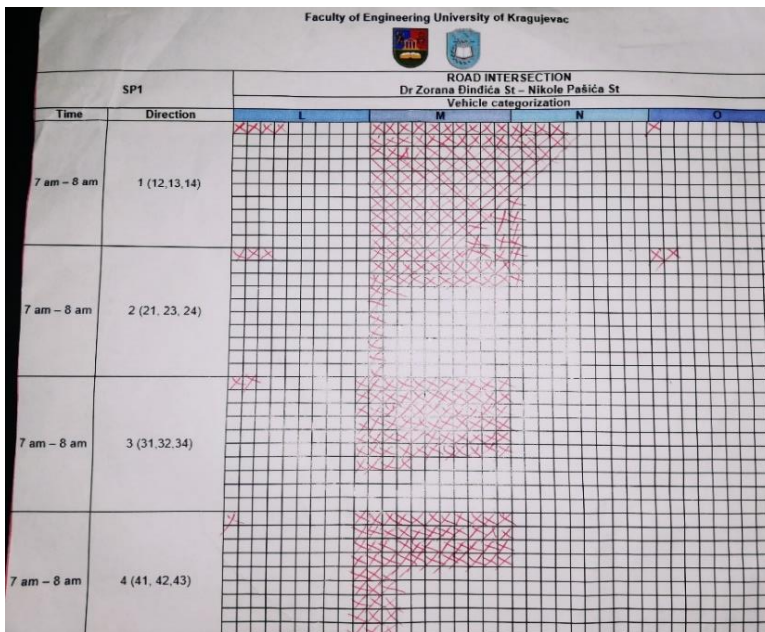 Faculty of Engineering University of Kragujevac
SP1
ROAD INTERSECTION
Dr Zorana Đinđića St – Nikole Pašića St
Vehicle categorization
Time Direction L M N O
7 am – 8 am 1 (12,13,14)
7 am – 8 am 2 (21, 23, 24)
7 am – 8 am 3 (31,32,34)
7 am – 8 am 4 (41, 42,43)